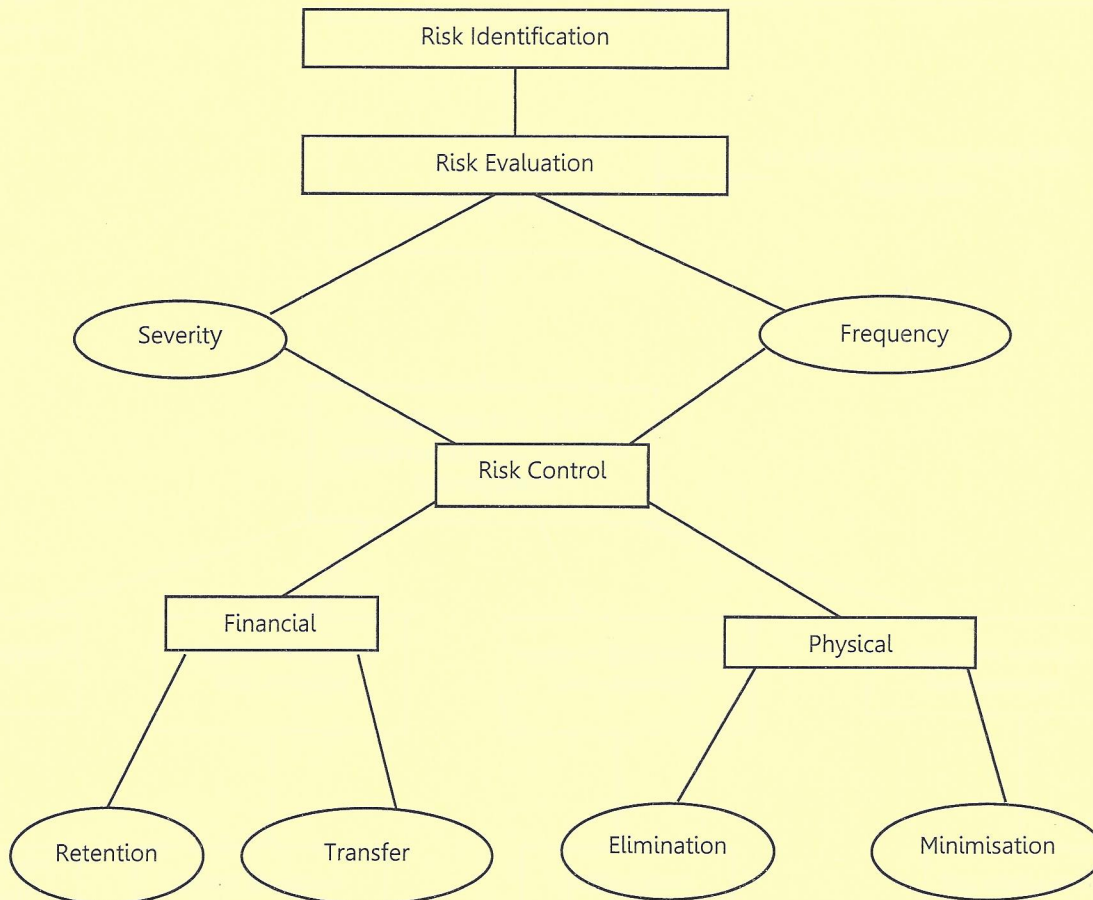 Risk Identification
Risk Evaluation
Severity
Frequency
Risk Control
Financial
Physical
Retention
Transfer
Elimination
Minimisation